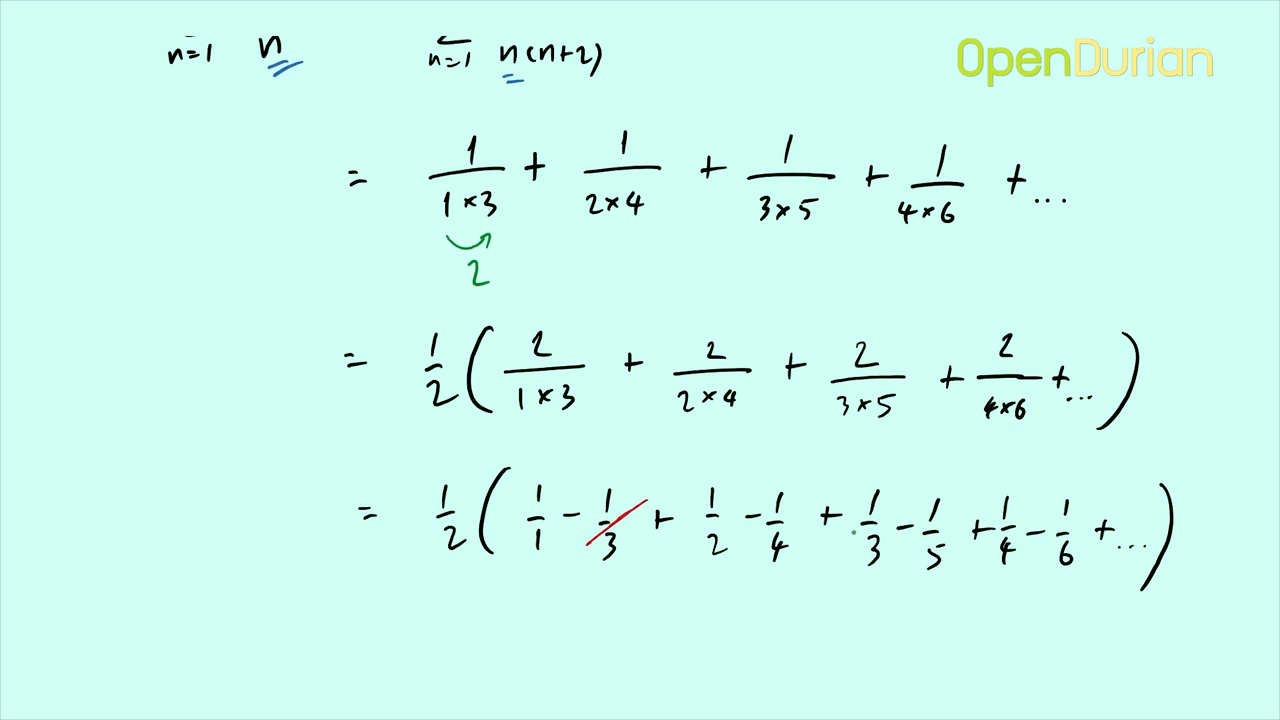 n=1 n n=1 n(n+2) OpenDurian
= 1/(1×3) + 1/(2×4) + 1/(3×5) + 1/(4×6) + ...
2
= 1/2 ( 2/(1×3) + 2/(2×4) + 2/(3×5) + 2/(4×6) + ... )
= 1/2 ( 1/1 - 1/3 + 1/2 - 1/4 + 1/3 - 1/5 + 1/4 - 1/6 + ... )